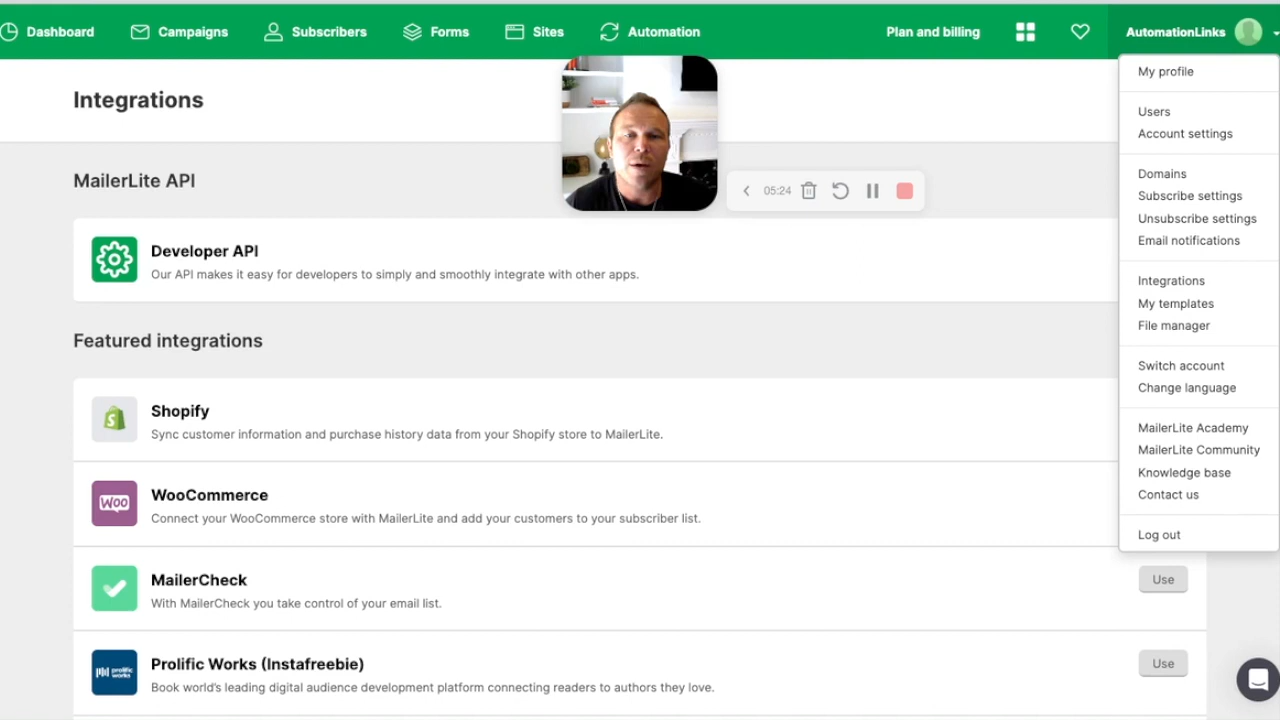 Dashboard
Campaigns
Subscribers
Forms
Sites
Automation
Plan and billing
AutomationLinks
Integrations
05:24
MailerLite API
Developer API
Our API makes it easy for developers to simply and smoothly integrate with other apps.
Featured integrations
Shopify
Sync customer information and purchase history data from your Shopify store to MailerLite.
WOO
WooCommerce
Connect your WooCommerce store with MailerLite and add your customers to your subscriber list.
MailerCheck
With MailerCheck you take control of your email list.
Use
prolific
works
Prolific Works (Instafreebie)
Book world's leading digital audience development platform connecting readers to authors they love.
Use
My profile
Users
Account settings
Domains
Subscribe settings
Unsubscribe settings
Email notifications
Integrations
My templates
File manager
Switch account
Change language
MailerLite Academy
MailerLite Community
Knowledge base
Contact us
Log out